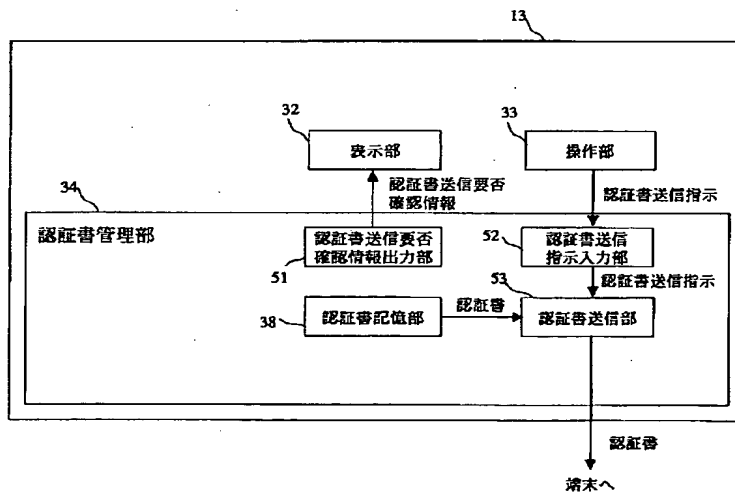 13
32
33
表示部
操作部
認証書送信要否
確認情報
認証書送信指示
34
認証書管理部
認証書送信要否
確認情報出力部
51
52
認証書送信
指示入力部
認証書送信指示
53
38
認証書記憶部
認証書
認証書送信部
認証書
端末へ